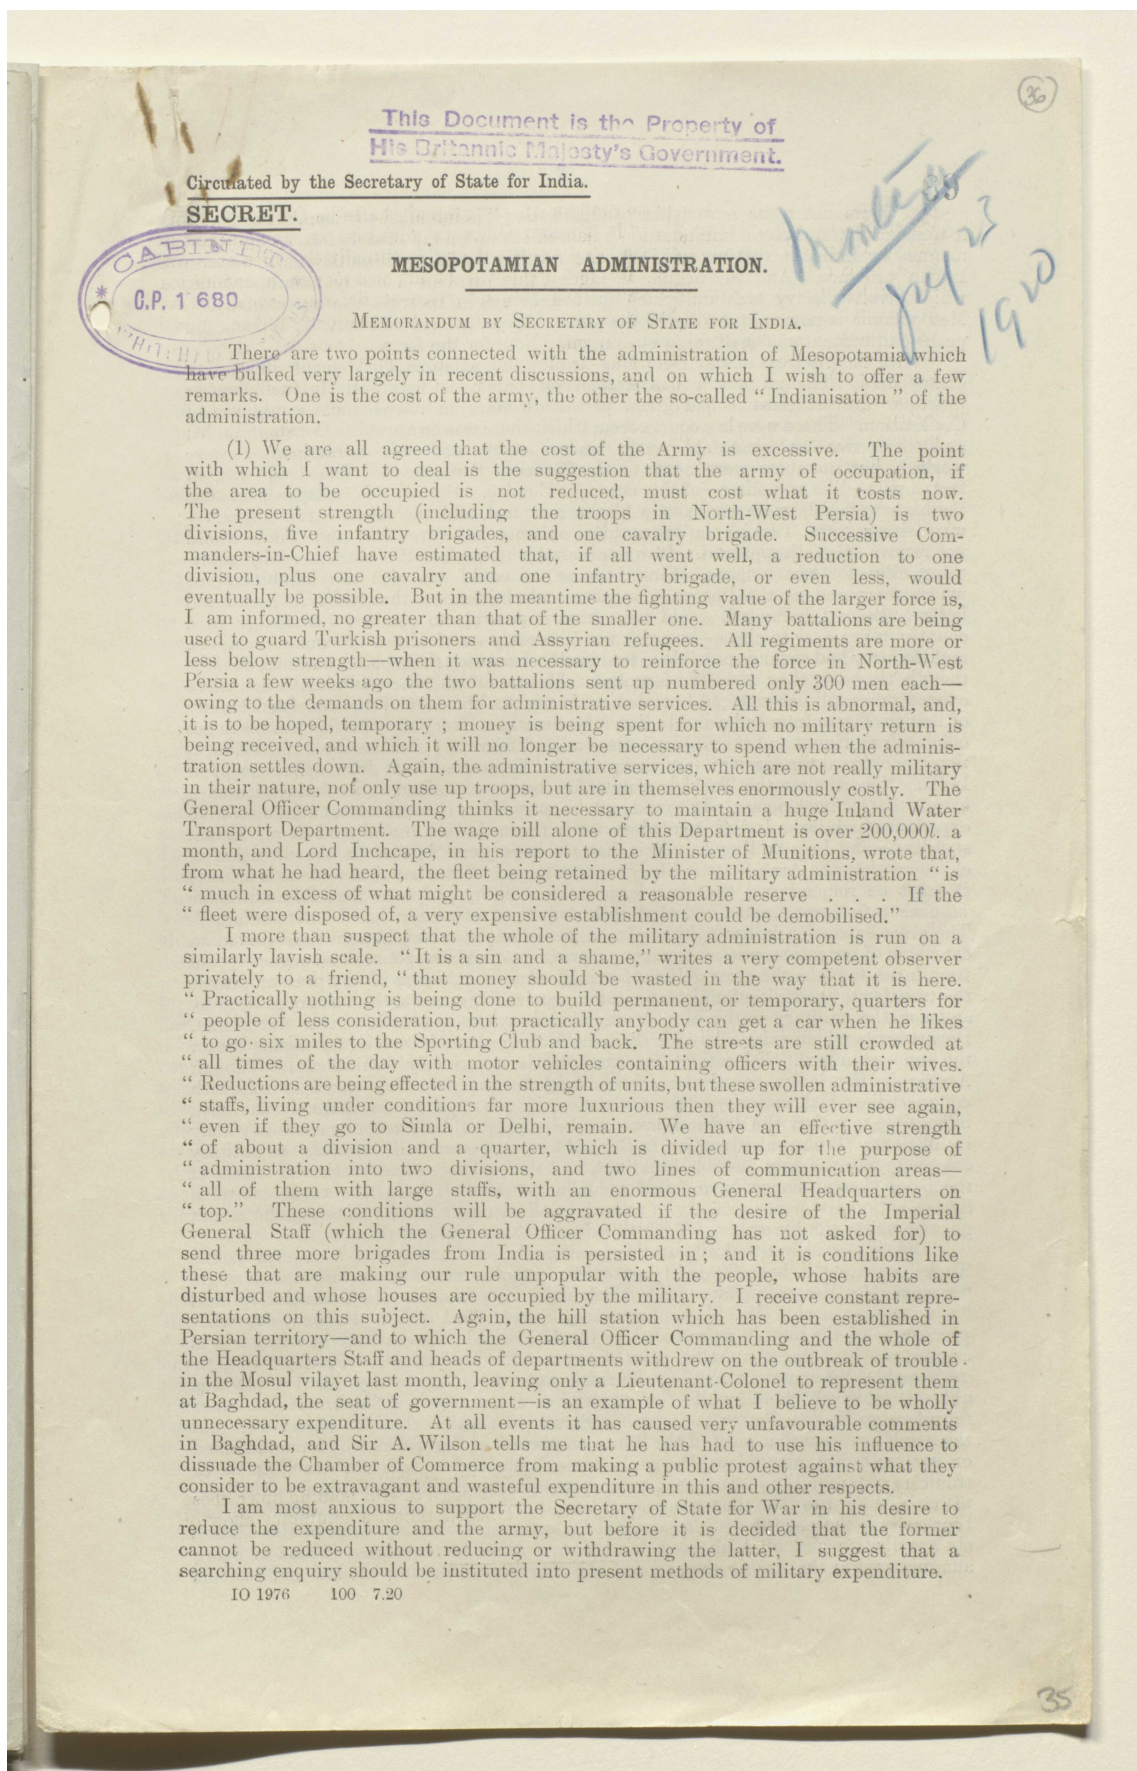 36
This Document is the Property of
His Britannic Majesty's Government.
Circulated by the Secretary of State for India.
SECRET.
CABINET
C.P. 1680
July 23
1920
MESOPOTAMIAN ADMINISTRATION.
MEMORANDUM BY SECRETARY OF STATE FOR INDIA.
There are two points connected with the administration of Mesopotamia which
have bulked very largely in recent discussions, and on which I wish to offer a few
remarks. One is the cost of the army, the other the so-called " Indianisation " of the
administration.
(1) We are all agreed that the cost of the Army is excessive. The point
with which I want to deal is the suggestion that the army of occupation, if
the area to be occupied is not reduced, must cost what it costs now.
The present strength (including the troops in North-West Persia) is two
divisions, five infantry brigades, and one cavalry brigade. Successive Com-
manders-in-Chief have estimated that, if all went well, a reduction to one
division, plus one cavalry and one infantry brigade, or even less, would
eventually be possible. But in the meantime the fighting value of the larger force is,
I am informed, no greater than that of the smaller one. Many battalions are being
used to guard Turkish prisoners and Assyrian refugees. All regiments are more or
less below strength—when it was necessary to reinforce the force in North-West
Persia a few weeks ago the two battalions sent up numbered only 300 men each—
owing to the demands on them for administrative services. All this is abnormal, and,
it is to be hoped, temporary ; money is being spent for which no military return is
being received, and which it will no longer be necessary to spend when the adminis-
tration settles down. Again, the administrative services, which are not really military
in their nature, not only use up troops, but are in themselves enormously costly. The
General Officer Commanding thinks it necessary to maintain a huge Inland Water
Transport Department. The wage bill alone of this Department is over 200,000l. a
month, and Lord Inchcape, in his report to the Minister of Munitions, wrote that,
from what he had heard, the fleet being retained by the military administration " is
" much in excess of what might be considered a reasonable reserve . . . If the
" fleet were disposed of, a very expensive establishment could be demobilised."
I more than suspect that the whole of the military administration is run on a
similarly lavish scale. " It is a sin and a shame," writes a very competent observer
privately to a friend, " that money should be wasted in the way that it is here.
" Practically nothing is being done to build permanent, or temporary, quarters for
" people of less consideration, but practically anybody can get a car when he likes
" to go six miles to the Sporting Club and back. The streets are still crowded at
" all times of the day with motor vehicles containing officers with their wives.
" Reductions are being effected in the strength of units, but these swollen administrative
" staffs, living under conditions far more luxurious then they will ever see again,
" even if they go to Simla or Delhi, remain. We have an effective strength
" of about a division and a quarter, which is divided up for the purpose of
" administration into two divisions, and two lines of communication areas—
" all of them with large staffs, with an enormous General Headquarters on
" top." These conditions will be aggravated if the desire of the Imperial
General Staff (which the General Officer Commanding has not asked for) to
send three more brigades from India is persisted in ; and it is conditions like
these that are making our rule unpopular with the people, whose habits are
disturbed and whose houses are occupied by the military. I receive constant repre-
sentations on this subject. Again, the hill station which has been established in
Persian territory—and to which the General Officer Commanding and the whole of
the Headquarters Staff and heads of departments withdrew on the outbreak of trouble
in the Mosul vilayet last month, leaving only a Lieutenant-Colonel to represent them
at Baghdad, the seat of government—is an example of what I believe to be wholly
unnecessary expenditure. At all events it has caused very unfavourable comments
in Baghdad, and Sir A. Wilson tells me that he has had to use his influence to
dissuade the Chamber of Commerce from making a public protest against what they
consider to be extravagant and wasteful expenditure in this and other respects.
I am most anxious to support the Secretary of State for War in his desire to
reduce the expenditure and the army, but before it is decided that the former
cannot be reduced without reducing or withdrawing the latter, I suggest that a
searching enquiry should be instituted into present methods of military expenditure.
IO 1976 100 7.20
35